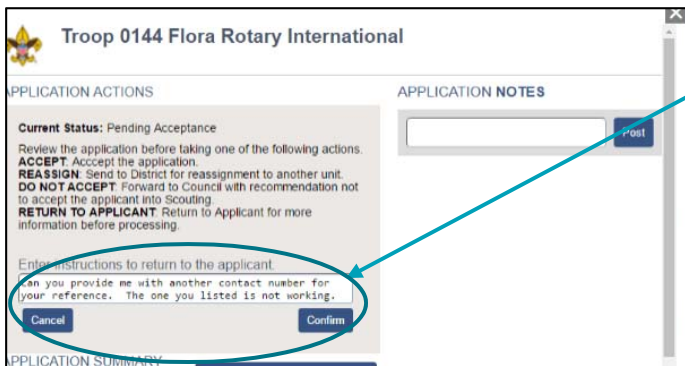 Troop 0144 Flora Rotary International
APPLICATION ACTIONS
Current Status: Pending Acceptance
Review the application before taking one of the following actions.
ACCEPT: Acccept the application.
REASSIGN: Send to District for reassignment to another unit.
DO NOT ACCEPT: Forward to Council with recommendation not
to accept the application into Scouting.
RETURN TO APPLICANT: Return to Applicant for more
information before processing.
Enter instructions to return to the applicant.
Can you provide me with another contact number for
your reference. The one you listed is not working.
Cancel
Confirm
APPLICATION SUMMARY
APPLICATION NOTES
Post
X